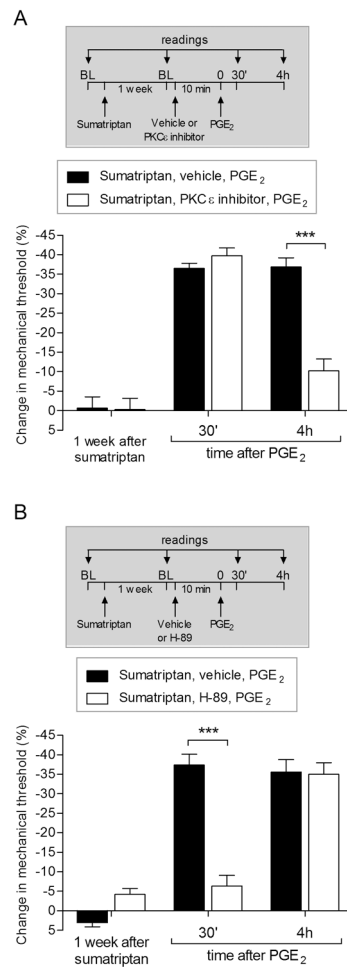 A
readings
BL BL 0 30' 4h
1 week 10 min
Sumatriptan Vehicle or PGE2
PKCε inhibitor
Sumatriptan, vehicle, PGE2
Sumatriptan, PKCε inhibitor, PGE2
Change in mechanical threshold (%)
-45
-40
-35
-30
-25
-20
-15
-10
-5
0
5
***
1 week after
sumatriptan
30' 4h
time after PGE2
B
readings
BL BL 0 30' 4h
1 week 10 min
Sumatriptan Vehicle PGE2
or H-89
Sumatriptan, vehicle, PGE2
Sumatriptan, H-89, PGE2
Change in mechanical threshold (%)
-45
-40
-35
-30
-25
-20
-15
-10
-5
0
5
***
1 week after
sumatriptan
30' 4h
time after PGE2